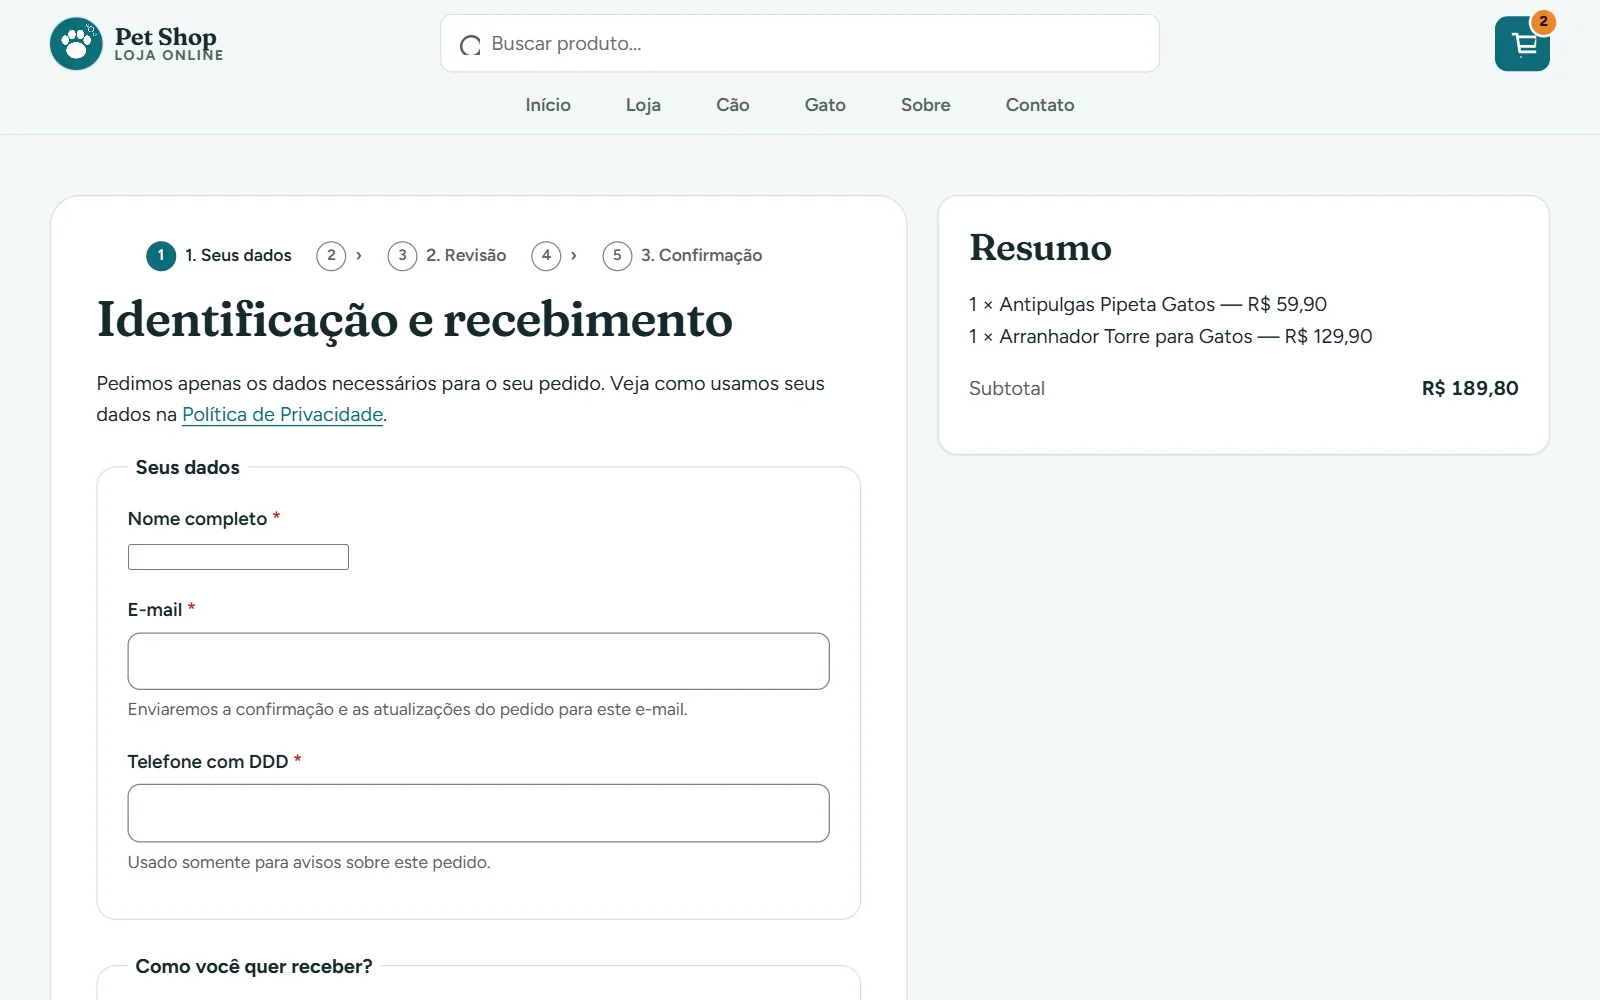 Pet Shop
LOJA ONLINE
Buscar produto...
2
Início Loja Cão Gato Sobre Contato
1 1. Seus dados 2 › 3 2. Revisão 4 › 5 3. Confirmação
Identificação e recebimento
Pedimos apenas os dados necessários para o seu pedido. Veja como usamos seus
dados na Política de Privacidade.
Seus dados
Nome completo *
E-mail *
Enviaremos a confirmação e as atualizações do pedido para este e-mail.
Telefone com DDD *
Usado somente para avisos sobre este pedido.
Como você quer receber?
Resumo
1 × Antipulgas Pipeta Gatos — R$ 59,90
1 × Arranhador Torre para Gatos — R$ 129,90
Subtotal R$ 189,80